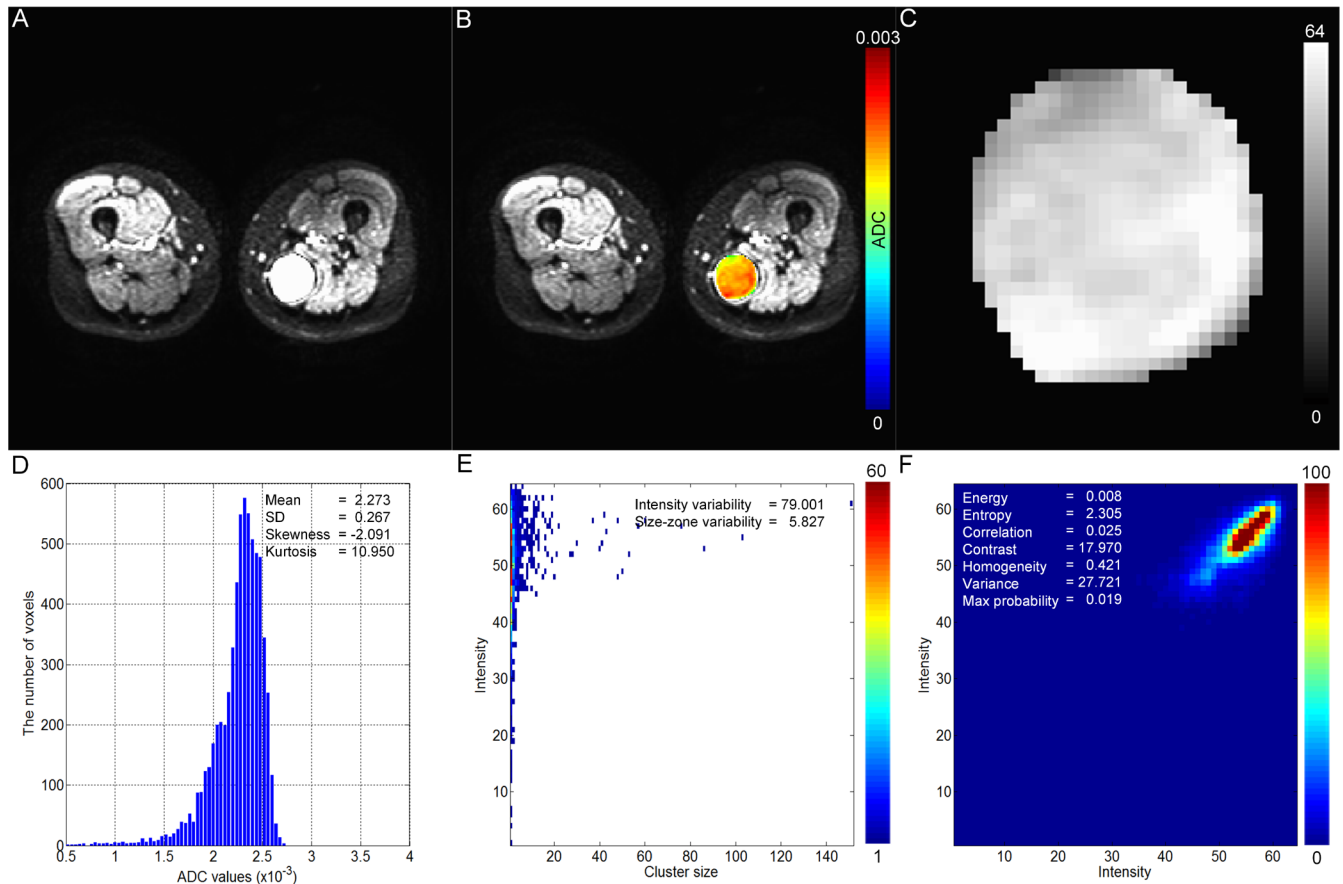 A
B
C
0.003
ADC
0
64
0
D
600
500
400
300
200
100
0
Mean = 2.273
SD = 0.267
Skewness = -2.091
Kurtosis = 10.950
The number of voxels
0.5 1 1.5 2 2.5 3 3.5 4
ADC values (x10-3)
E
60
50
40
30
20
10
Intensity variability = 79.001
Size-zone variability = 5.827
Intensity
20 40 60 80 100 120 140
Cluster size
60
1
F
60
50
40
30
20
10
Energy = 0.008
Entropy = 2.305
Correlation = 0.025
Contrast = 17.970
Homogeneity = 0.421
Variance = 27.721
Max probability = 0.019
Intensity
10 20 30 40 50 60
Intensity
100
0